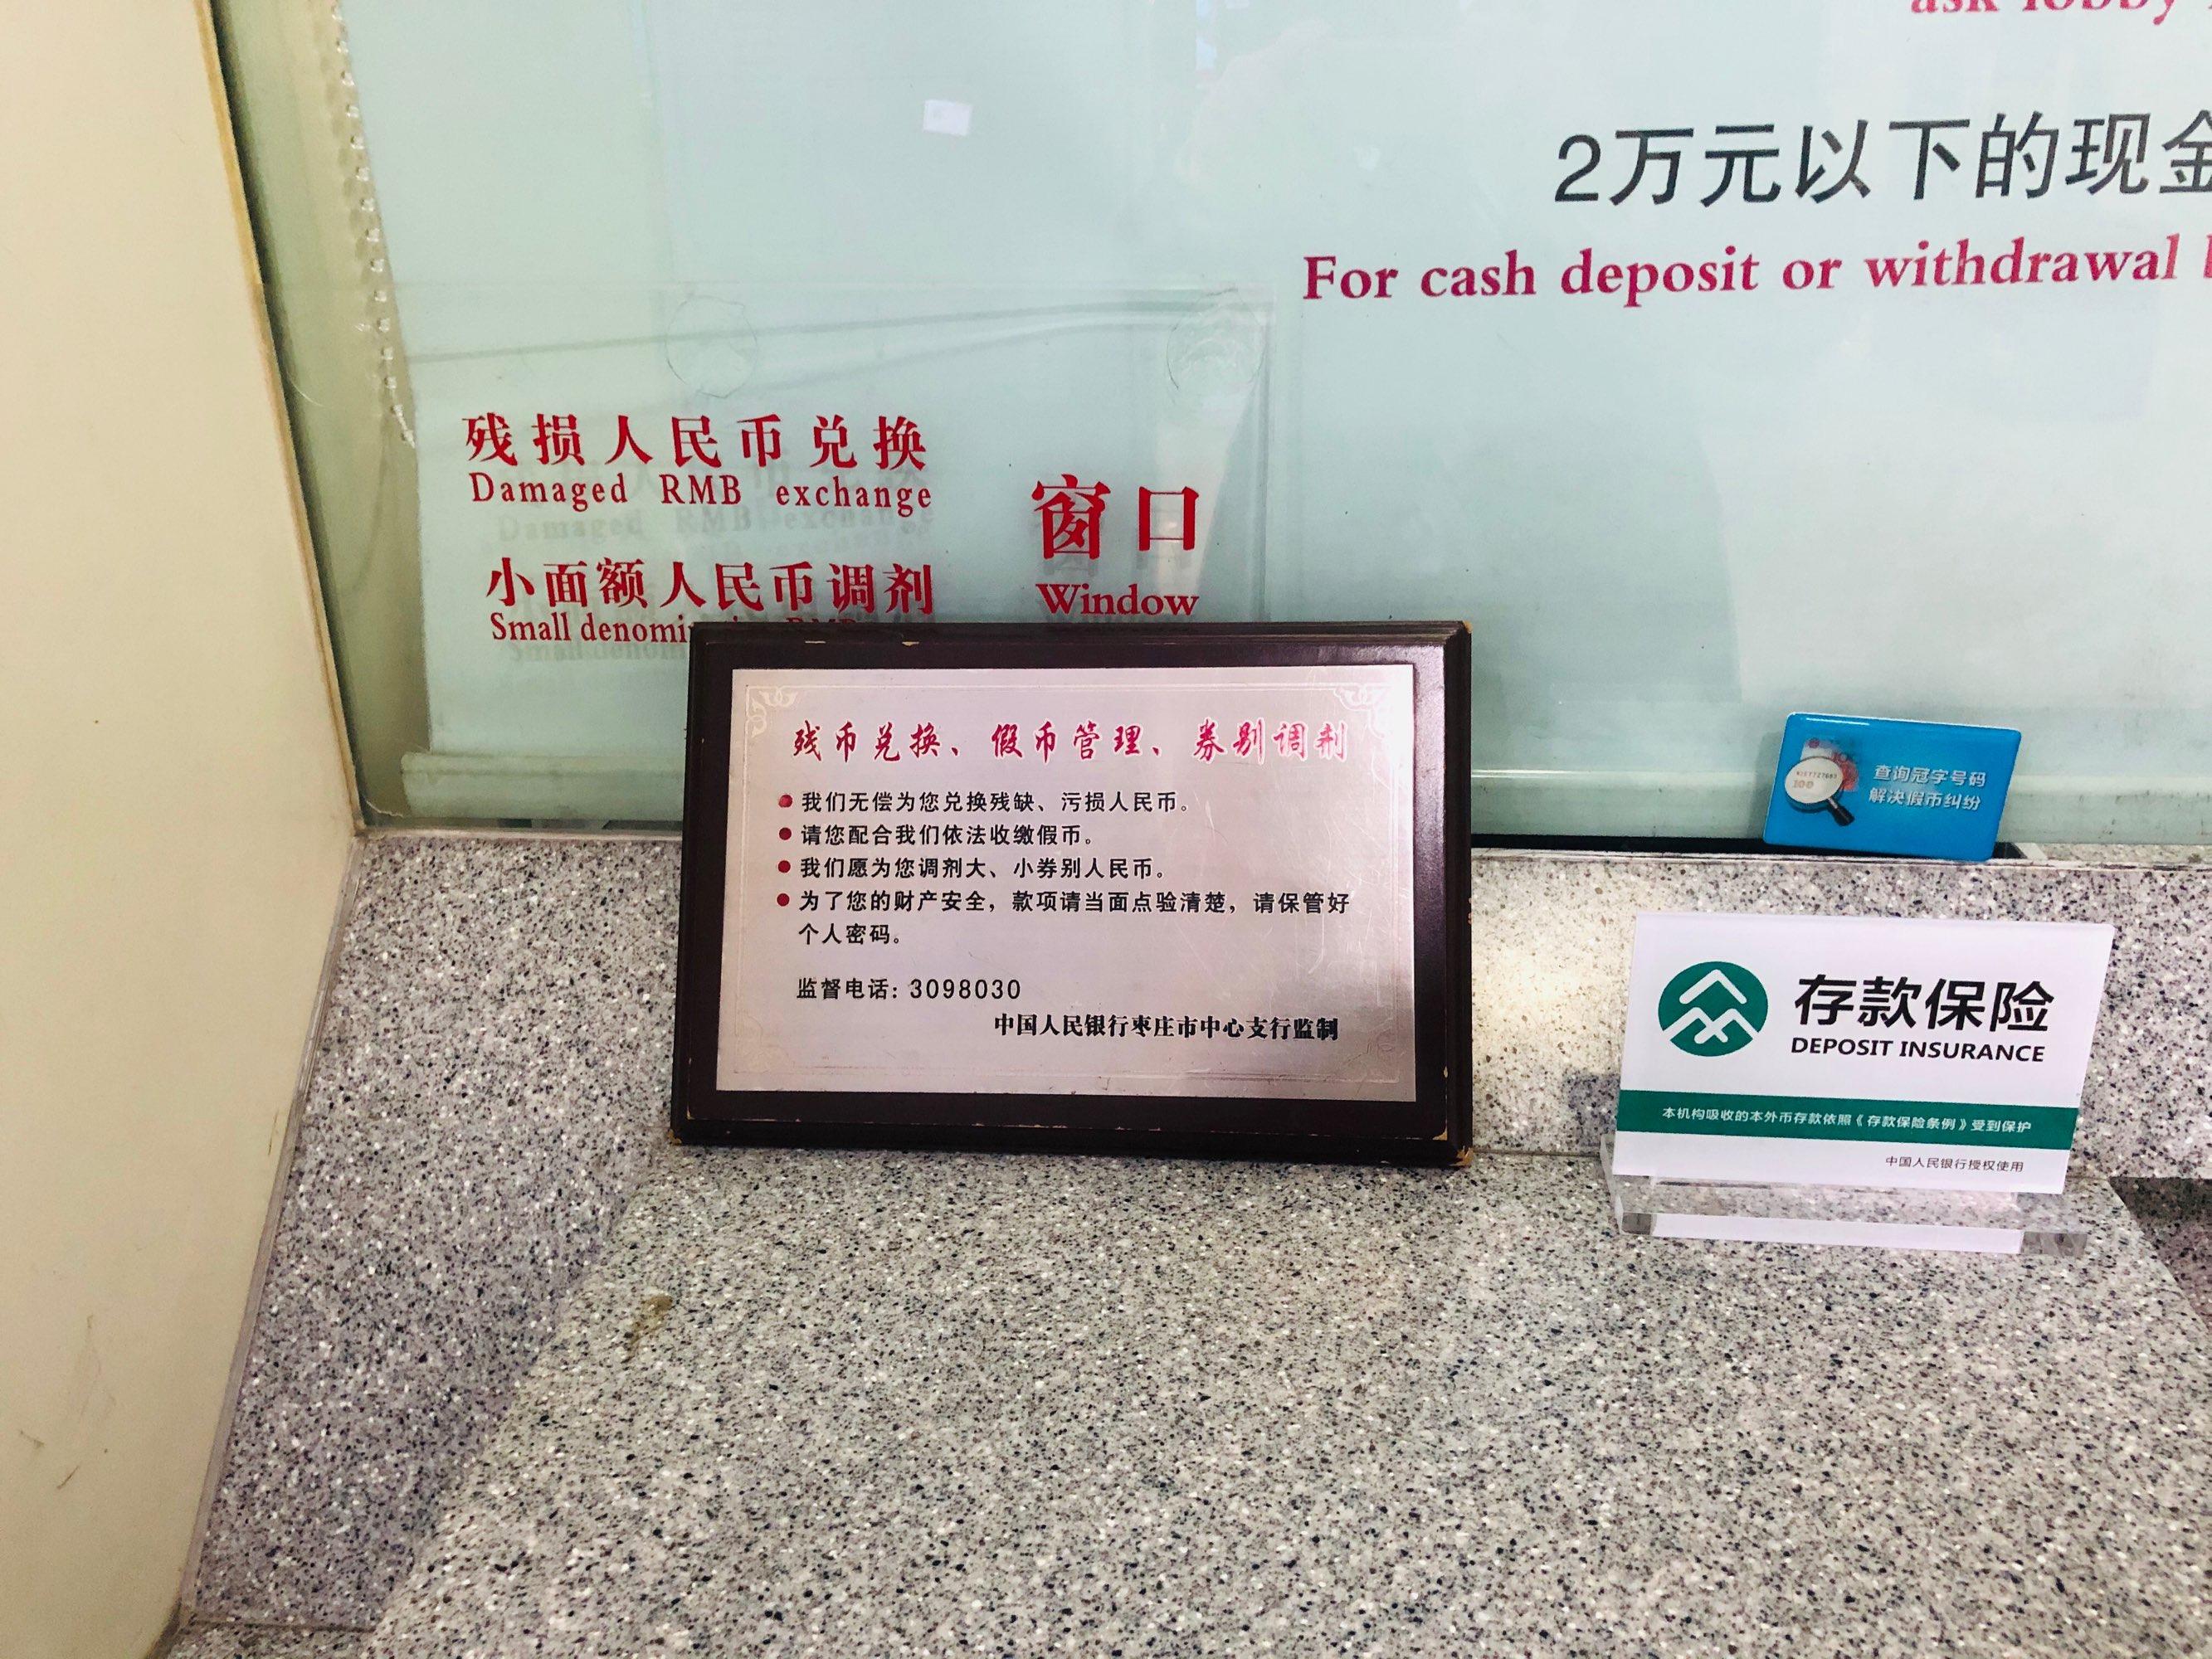 ask lobby
2万元以下的现金
For cash deposit or withdrawal
残损人民币兑换
Damaged RMB exchange
小面额人民币调剂
Small
窗口
Window
残币兑换、假币管理、券别调剂
●我们无偿为您兑换残缺、污损人民币。
●请您配合我们依法收缴假币。
●我们愿为您调剂大、小券别人民币。
●为了您的财产安全，款项请当面点验清楚，请保管好
个人密码。
监督电话：3098030
中国人民银行枣庄市中心支行监制
查询冠字号码
解决假币纠纷
存款保险
DEPOSIT INSURANCE
本机构吸收的本外币存款依照《存款保险条例》受到保护
中国人民银行授权使用